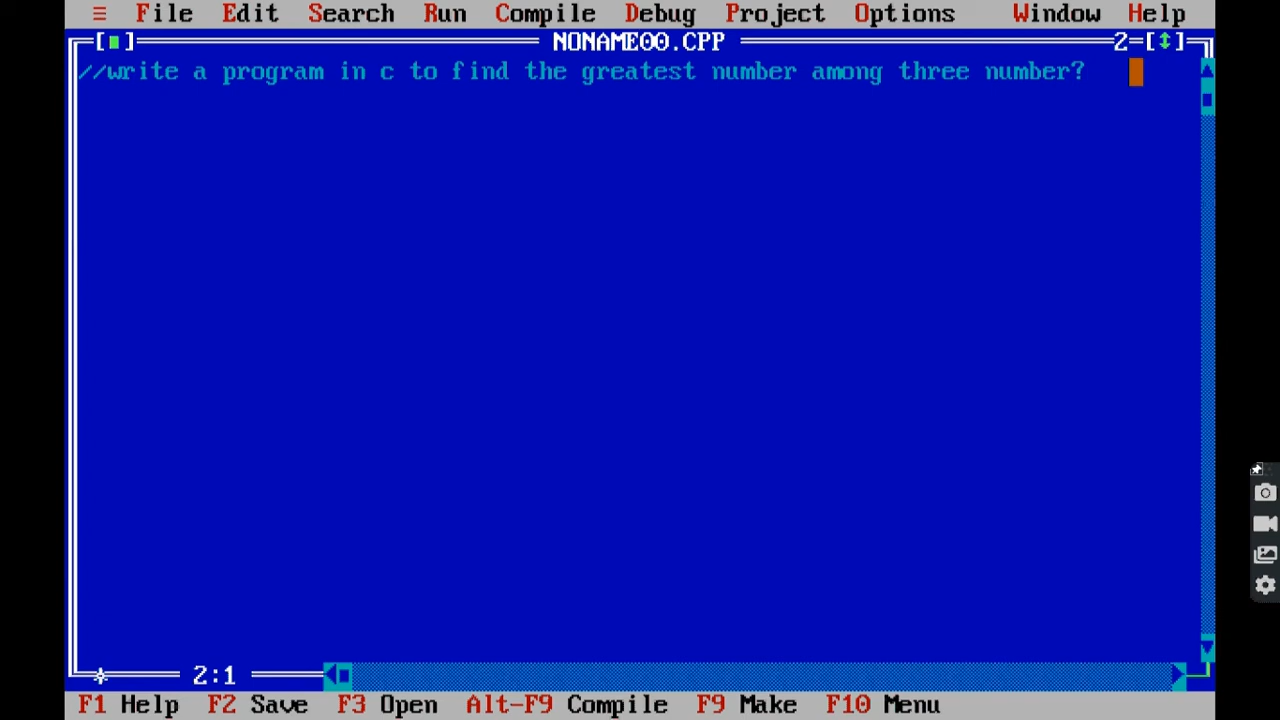 ≡ File Edit Search Run Compile Debug Project Options Window Help
[■] NONAME00.CPP 2=[↕]
//write a program in c to find the greatest number among three number?
* 2:1
F1 Help F2 Save F3 Open Alt-F9 Compile F9 Make F10 Menu